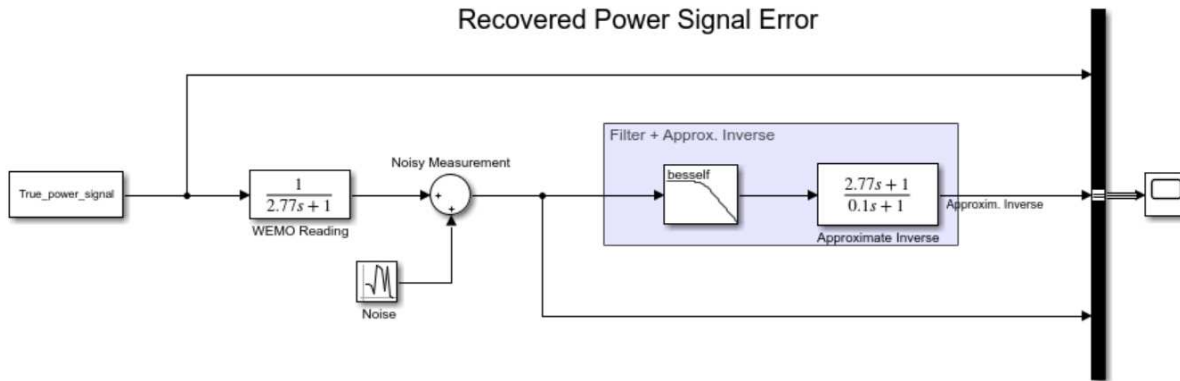 Recovered Power Signal Error
Filter + Approx. Inverse
Noisy Measurement
besself
True_power_signal
1
2.77s + 1
+
+
2.77s + 1
0.1s + 1
Approxim. Inverse
WEMO Reading
Approximate Inverse
Noise